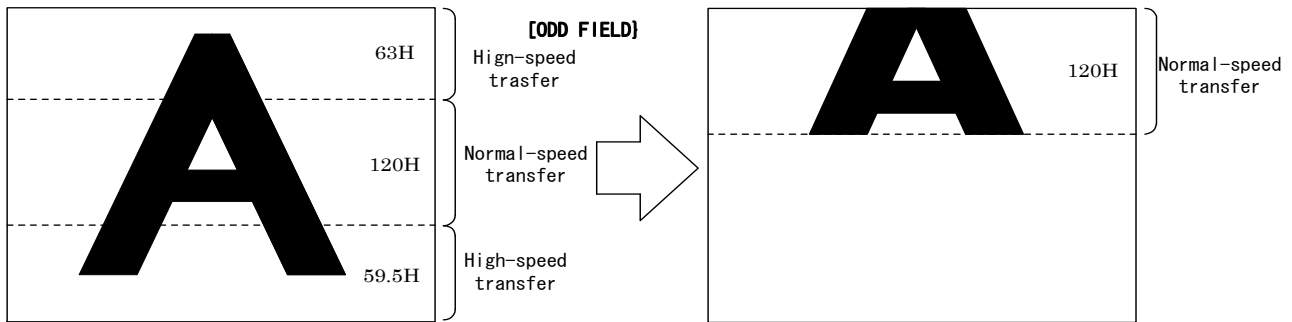 [ODD FIELD}
63H
Hign-speed
trasfer
120H
Normal-speed
transfer
59.5H
High-speed
transfer
120H
Normal-speed
transfer